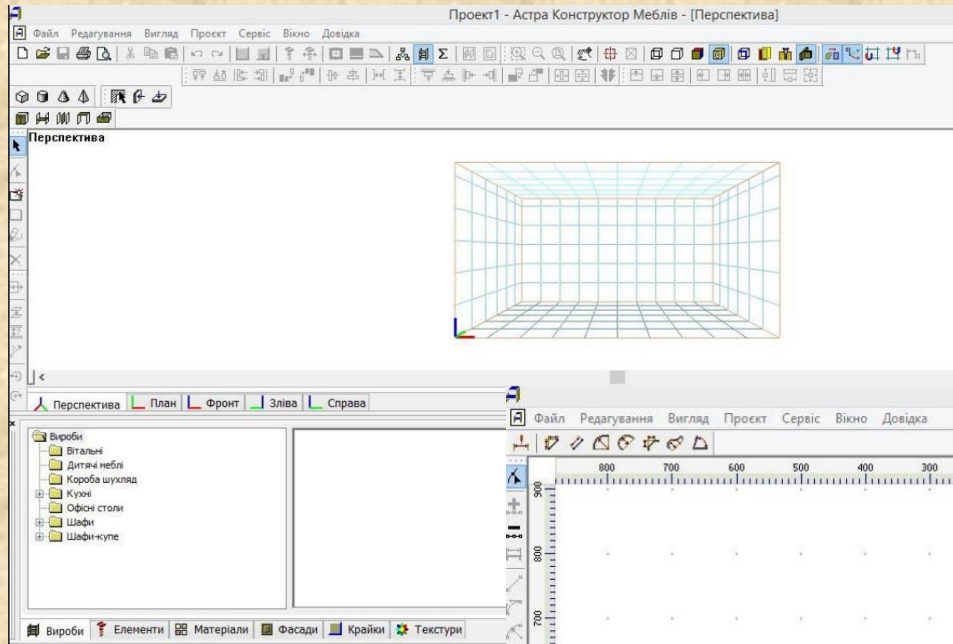 Проект1 - Астра Конструктор Меблів - [Перспектива]
Файл Редагування Вигляд Проєкт Сервіс Вікно Довідка
Перспектива
Перспектива План Фронт Зліва Справа
Вироби
Вітальні
Дитячі меблі
Короба шухляд
Кухні
Офісні столи
Шафи
Шафи-купе
Вироби Елементи Матеріали Фасади Крайки Текстури
Файл Редагування Вигляд Проєкт Сервіс Вікно Довідка
800 700 600 500 400 300
900
800
700